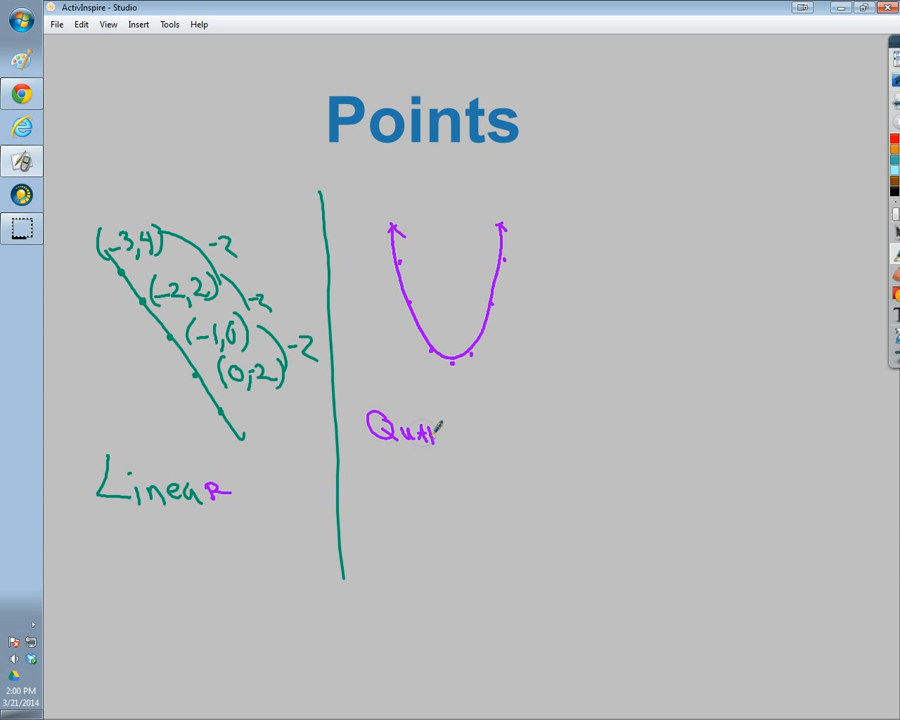 ActivInspire - Studio
File Edit View Insert Tools Help
Points
(-3,4) -2
(-2,2) -2
(-1,0) -2
(0,-2)
Linear
2:00 PM
3/21/2014